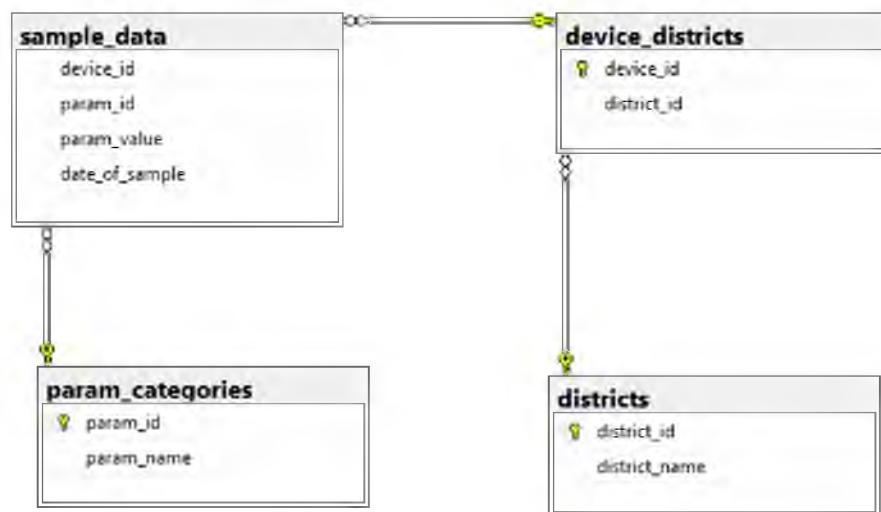 sample_data
device_id
param_id
param_value
date_of_sample
device_districts
device_id
district_id
param_categories
param_id
param_name
districts
district_id
district_name